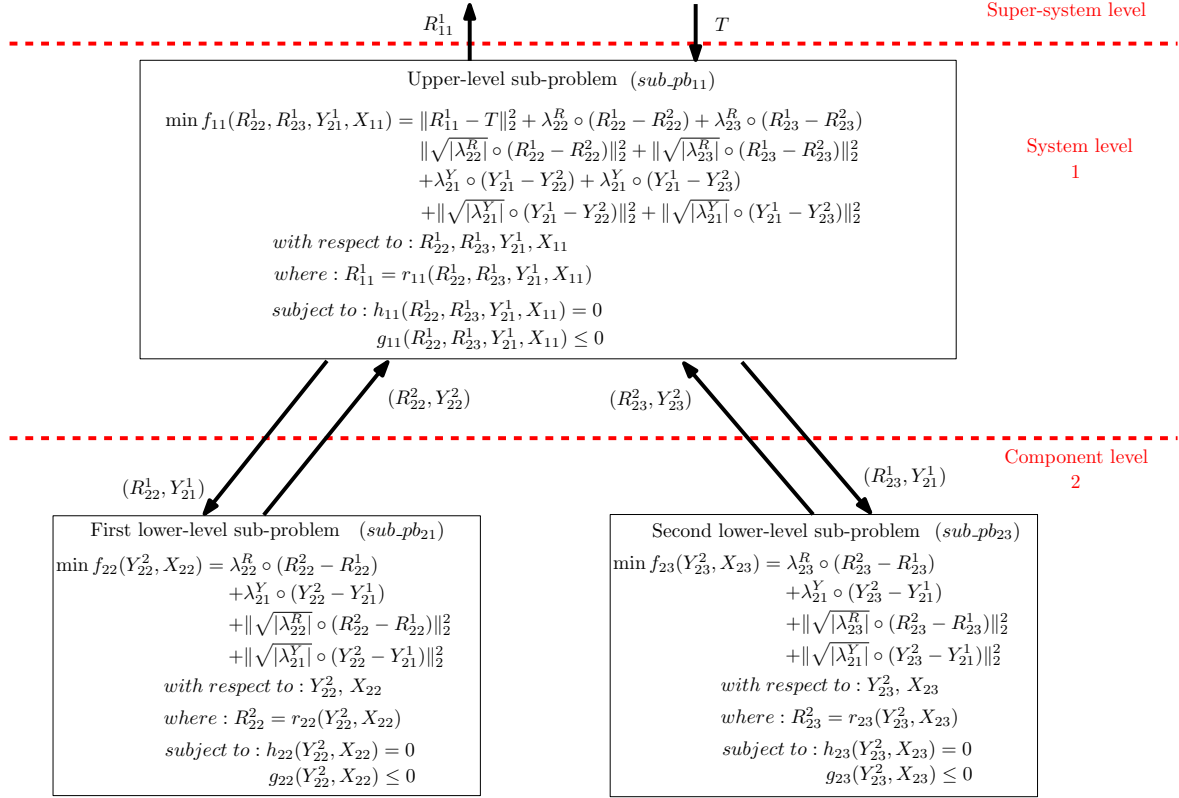 Super-system level
R^1_{11}
T
Upper-level sub-problem (sub_pb_{11})
min f_{11}(R^1_{22}, R^1_{23}, Y^1_{21}, X_{11}) = ‖R^1_{11} − T‖^2_2 + λ^R_{22} ∘ (R^1_{22} − R^2_{22}) + λ^R_{23} ∘ (R^1_{23} − R^2_{23})
‖√|λ^R_{22}| ∘ (R^1_{22} − R^2_{22})‖^2_2 + ‖√|λ^R_{23}| ∘ (R^1_{23} − R^2_{23})‖^2_2
+λ^Y_{21} ∘ (Y^1_{21} − Y^2_{22}) + λ^Y_{21} ∘ (Y^1_{21} − Y^2_{23})
+‖√|λ^Y_{21}| ∘ (Y^1_{21} − Y^2_{22})‖^2_2 + ‖√|λ^Y_{21}| ∘ (Y^1_{21} − Y^2_{23})‖^2_2
with respect to : R^1_{22}, R^1_{23}, Y^1_{21}, X_{11}
where : R^1_{11} = r_{11}(R^1_{22}, R^1_{23}, Y^1_{21}, X_{11})
subject to : h_{11}(R^1_{22}, R^1_{23}, Y^1_{21}, X_{11}) = 0
g_{11}(R^1_{22}, R^1_{23}, Y^1_{21}, X_{11}) ≤ 0
System level
1
(R^2_{22}, Y^2_{22})
(R^2_{23}, Y^2_{23})
Component level
2
(R^1_{22}, Y^1_{21})
(R^1_{23}, Y^1_{21})
First lower-level sub-problem (sub_pb_{21})
min f_{22}(Y^2_{22}, X_{22}) = λ^R_{22} ∘ (R^2_{22} − R^1_{22})
+λ^Y_{21} ∘ (Y^2_{22} − Y^1_{21})
+‖√|λ^R_{22}| ∘ (R^2_{22} − R^1_{22})‖^2_2
+‖√|λ^Y_{21}| ∘ (Y^2_{22} − Y^1_{21})‖^2_2
with respect to : Y^2_{22}, X_{22}
where : R^2_{22} = r_{22}(Y^2_{22}, X_{22})
subject to : h_{22}(Y^2_{22}, X_{22}) = 0
g_{22}(Y^2_{22}, X_{22}) ≤ 0
Second lower-level sub-problem (sub_pb_{23})
min f_{23}(Y^2_{23}, X_{23}) = λ^R_{23} ∘ (R^2_{23} − R^1_{23})
+λ^Y_{21} ∘ (Y^2_{23} − Y^1_{21})
+‖√|λ^R_{23}| ∘ (R^2_{23} − R^1_{23})‖^2_2
+‖√|λ^Y_{21}| ∘ (Y^2_{23} − Y^1_{21})‖^2_2
with respect to : Y^2_{23}, X_{23}
where : R^2_{23} = r_{23}(Y^2_{23}, X_{23})
subject to : h_{23}(Y^2_{23}, X_{23}) = 0
g_{23}(Y^2_{23}, X_{23}) ≤ 0